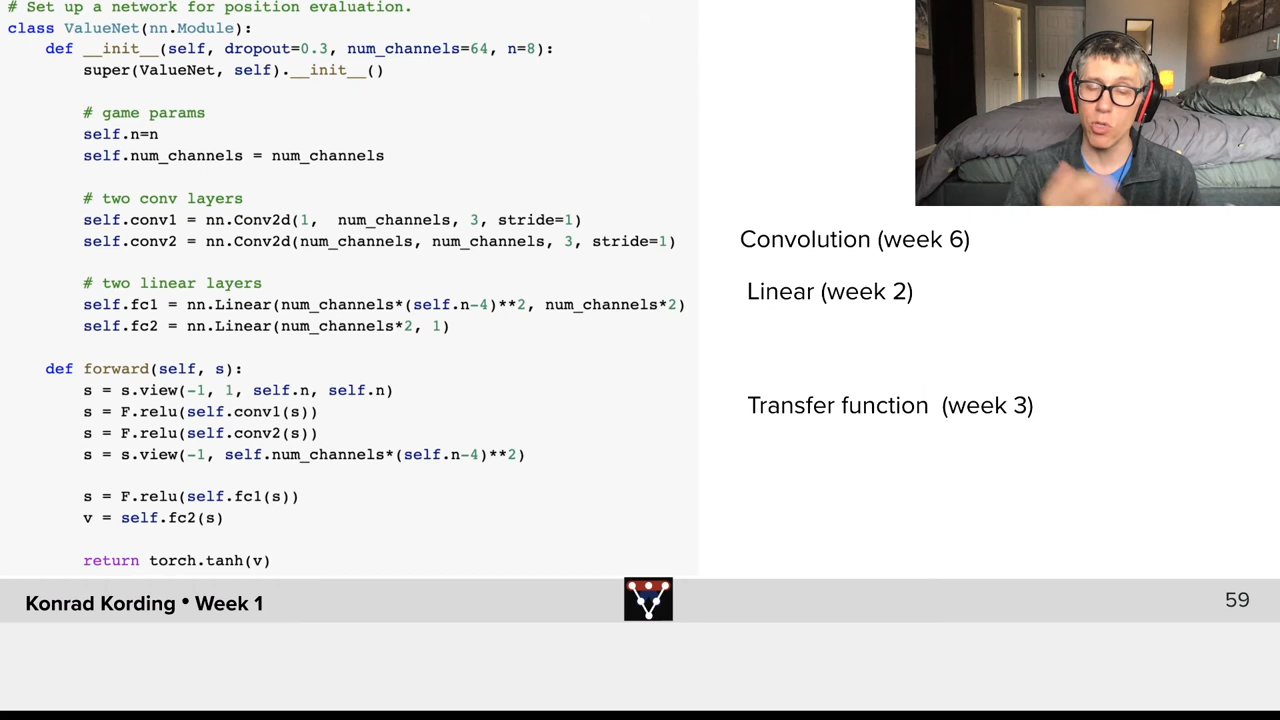 # Set up a network for position evaluation.
class ValueNet(nn.Module):
    def __init__(self, dropout=0.3, num_channels=64, n=8):
        super(ValueNet, self).__init__()

        # game params
        self.n=n
        self.num_channels = num_channels

        # two conv layers
        self.conv1 = nn.Conv2d(1,  num_channels, 3, stride=1)
        self.conv2 = nn.Conv2d(num_channels, num_channels, 3, stride=1)

        # two linear layers
        self.fc1 = nn.Linear(num_channels*(self.n-4)**2, num_channels*2)
        self.fc2 = nn.Linear(num_channels*2, 1)

    def forward(self, s):
        s = s.view(-1, 1, self.n, self.n)
        s = F.relu(self.conv1(s))
        s = F.relu(self.conv2(s))
        s = s.view(-1, self.num_channels*(self.n-4)**2)

        s = F.relu(self.fc1(s))
        v = self.fc2(s)

        return torch.tanh(v)
Convolution (week 6)
Linear (week 2)
Transfer function  (week 3)
Konrad Kording • Week 1
59